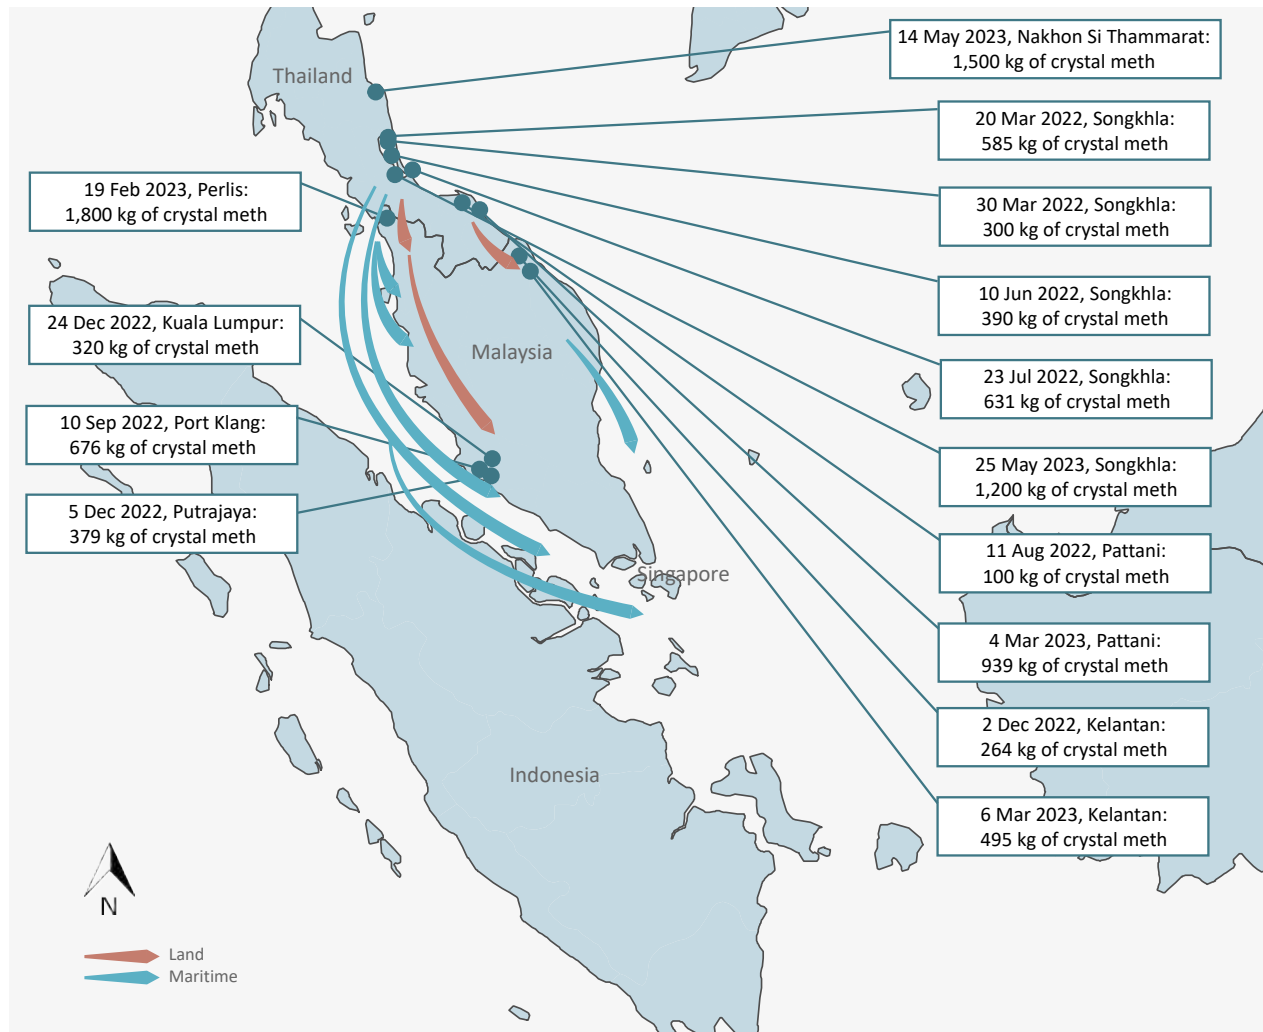 Thailand
14 May 2023, Nakhon Si Thammarat:
1,500 kg of crystal meth
20 Mar 2022, Songkhla:
585 kg of crystal meth
19 Feb 2023, Perlis:
1,800 kg of crystal meth
30 Mar 2022, Songkhla:
300 kg of crystal meth
10 Jun 2022, Songkhla:
390 kg of crystal meth
24 Dec 2022, Kuala Lumpur:
320 kg of crystal meth
Malaysia
23 Jul 2022, Songkhla:
631 kg of crystal meth
10 Sep 2022, Port Klang:
676 kg of crystal meth
25 May 2023, Songkhla:
1,200 kg of crystal meth
5 Dec 2022, Putrajaya:
379 kg of crystal meth
11 Aug 2022, Pattani:
100 kg of crystal meth
Singapore
4 Mar 2023, Pattani:
939 kg of crystal meth
2 Dec 2022, Kelantan:
264 kg of crystal meth
Indonesia
6 Mar 2023, Kelantan:
495 kg of crystal meth
N
Land
Maritime